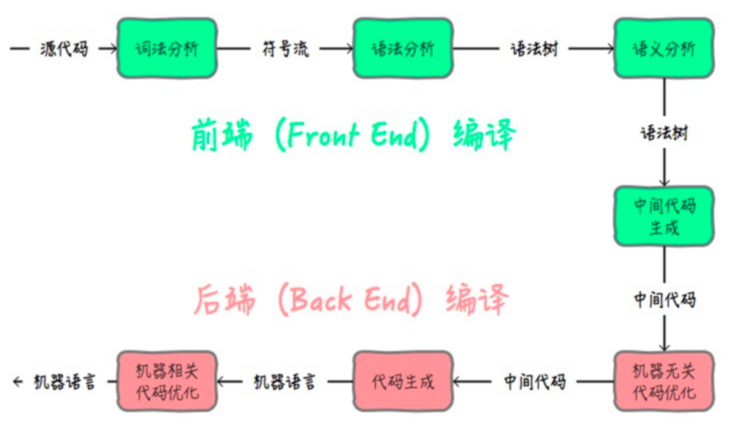 源代码
词法分析
符号流
语法分析
语法树
语义分析
前端（Front End）编译
语法树
中间代码
生成
后端（Back End）编译
中间代码
机器无关
代码优化
中间代码
代码生成
机器语言
机器相关
代码优化
机器语言